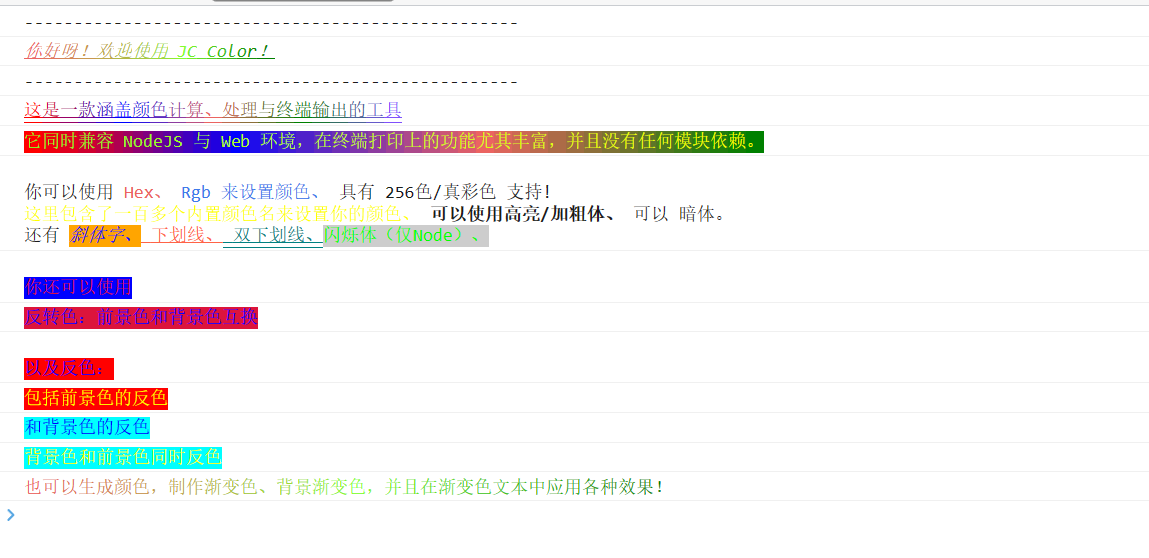 --------------------------------------------------
你好呀！欢迎使用 JC Color！
--------------------------------------------------
这是一款涵盖颜色计算、处理与终端输出的工具
它同时兼容 NodeJS 与 Web 环境，在终端打印上的功能尤其丰富，并且没有任何模块依赖。
你可以使用 Hex、 Rgb 来设置颜色、 具有 256色/真彩色 支持！
这里包含了一百多个内置颜色名来设置你的颜色、 可以使用高亮/加粗体、 可以 暗体。
还有 斜体字、 下划线、 双下划线、闪烁体（仅Node）、
你还可以使用
反转色：前景色和背景色互换
以及反色：
包括前景色的反色
和背景色的反色
背景色和前景色同时反色
也可以生成颜色，制作渐变色、背景渐变色，并且在渐变色文本中应用各种效果！